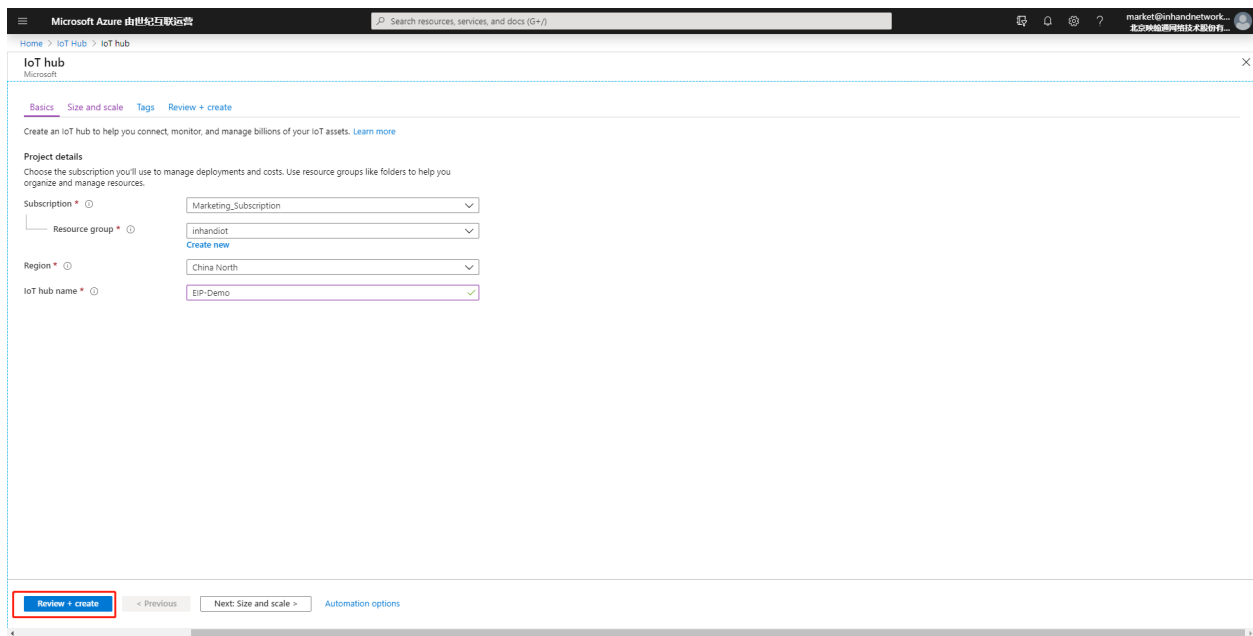 Microsoft Azure 由世纪互联运营
Search resources, services, and docs (G+/)
market@inhandnetwork...
北京映翰通网络技术股份有...
Home > IoT Hub > IoT hub
IoT hub
Microsoft
Basics Size and scale Tags Review + create
Create an IoT hub to help you connect, monitor, and manage billions of your IoT assets. Learn more
Project details
Choose the subscription you'll use to manage deployments and costs. Use resource groups like folders to help you
organize and manage resources.
Subscription * Marketing_Subscription
Resource group * inhandiot
Create new
Region * China North
IoT hub name * EIP-Demo
Review + create < Previous Next: Size and scale > Automation options